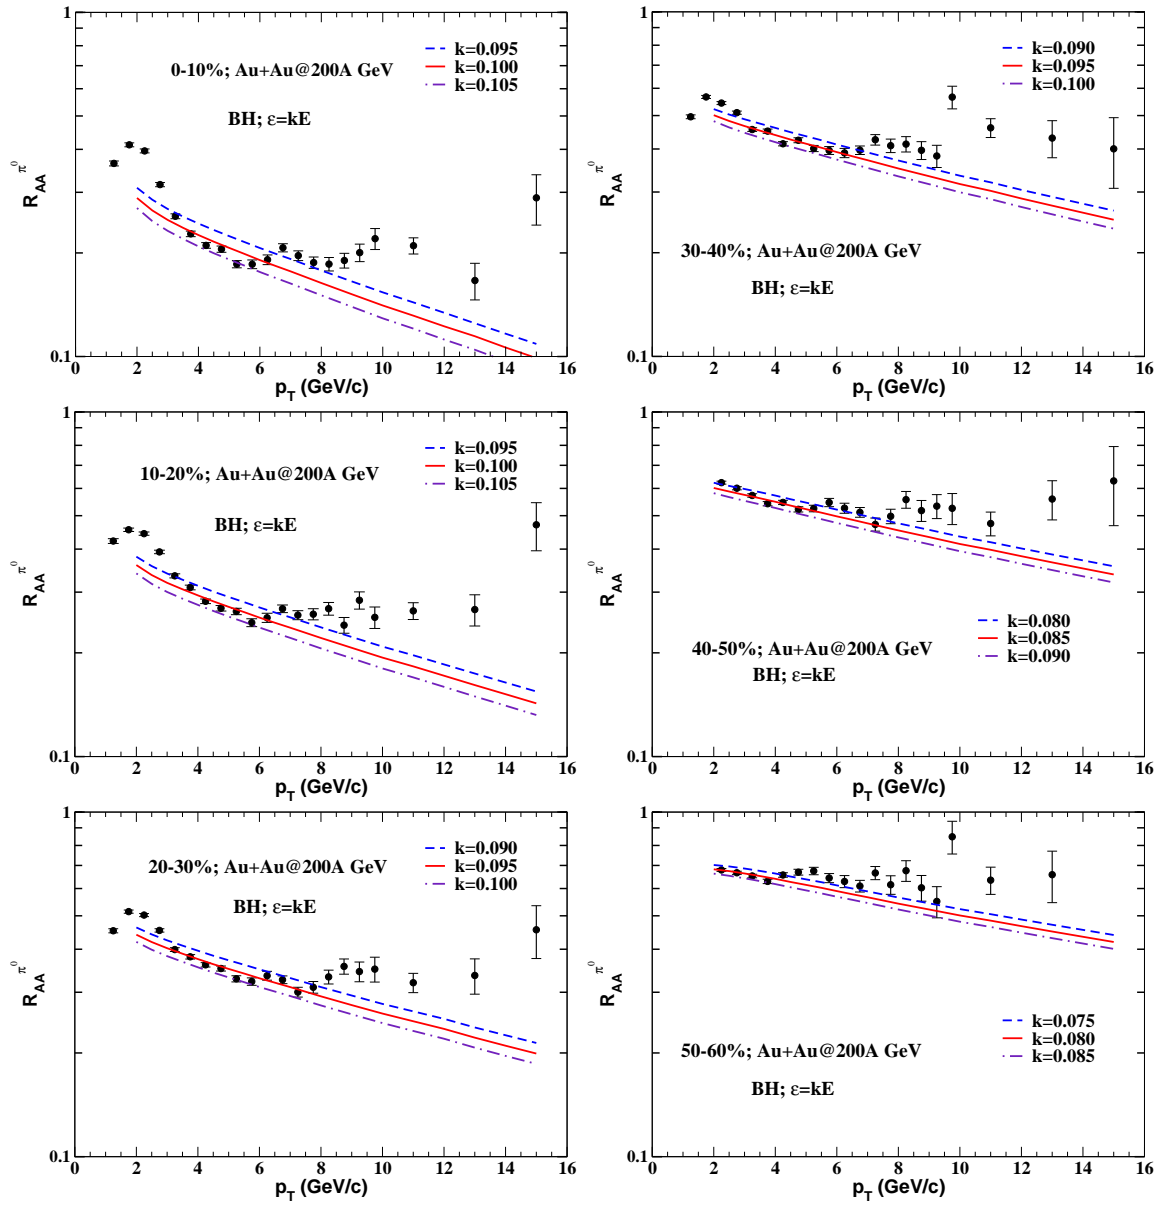 1
k=0.095
0-10%; Au+Au@200A GeV
k=0.100
k=0.105
BH; ε=kE
R_AA^π⁰
0.1
0 2 4 6 8 10 12 14 16
p_T (GeV/c)
1
k=0.090
k=0.095
k=0.100
R_AA^π⁰
30-40%; Au+Au@200A GeV
BH; ε=kE
0.1
0 2 4 6 8 10 12 14 16
p_T (GeV/c)
1
k=0.095
10-20%; Au+Au@200A GeV
k=0.100
k=0.105
BH; ε=kE
R_AA^π⁰
0.1
0 2 4 6 8 10 12 14 16
p_T (GeV/c)
1
R_AA^π⁰
k=0.080
k=0.085
40-50%; Au+Au@200A GeV
k=0.090
BH; ε=kE
0.1
0 2 4 6 8 10 12 14 16
p_T (GeV/c)
1
k=0.090
20-30%; Au+Au@200A GeV
k=0.095
k=0.100
BH; ε=kE
R_AA^π⁰
0.1
0 2 4 6 8 10 12 14 16
p_T (GeV/c)
1
R_AA^π⁰
k=0.075
k=0.080
50-60%; Au+Au@200A GeV
k=0.085
BH; ε=kE
0.1
0 2 4 6 8 10 12 14 16
p_T (GeV/c)